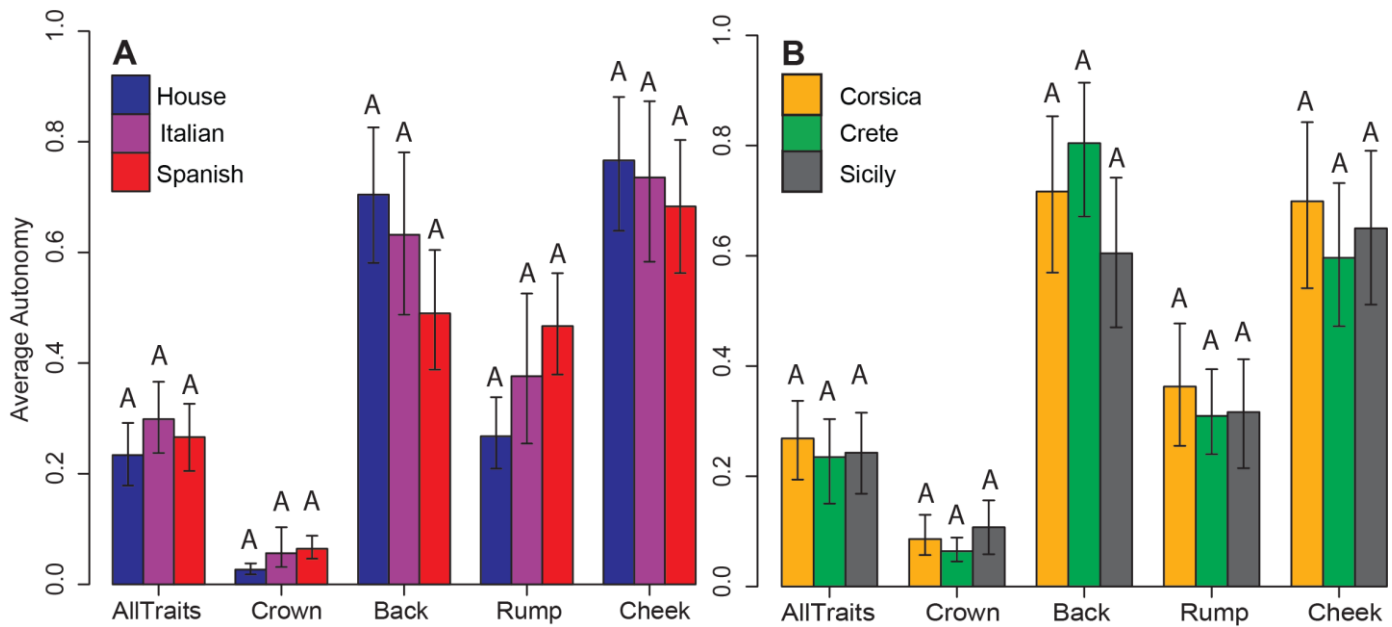 Average Autonomy
0.0
0.2
0.4
0.6
0.8
1.0
A
House
Italian
Spanish
A A A
A A A
A A A
A A A
A A A
AllTraits Crown Back Rump Cheek
0.0
0.2
0.4
0.6
0.8
1.0
B
Corsica
Crete
Sicily
A A A
A A A
A A A
A A A
A A A
AllTraits Crown Back Rump Cheek